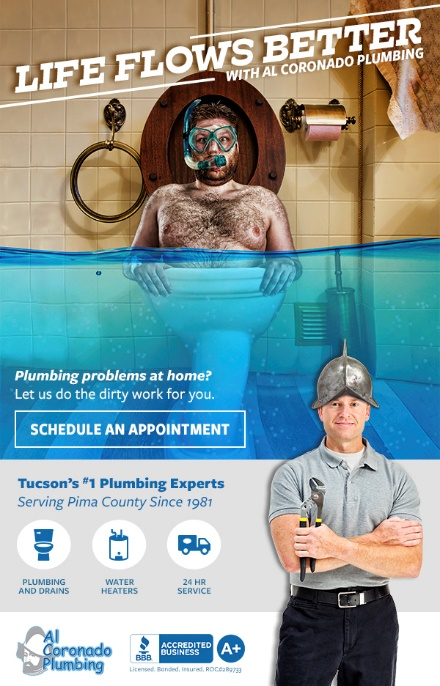 LIFE FLOWS BETTER
WITH AL CORONADO PLUMBING
Plumbing problems at home?
Let us do the dirty work for you.
SCHEDULE AN APPOINTMENT
Tucson's #1 Plumbing Experts
Serving Pima County Since 1981
PLUMBING
AND DRAINS
WATER
HEATERS
24 HR
SERVICE
Al
Coronado
Plumbing
BBB
ACCREDITED
BUSINESS
A+
Licensed, Bonded, Insured,